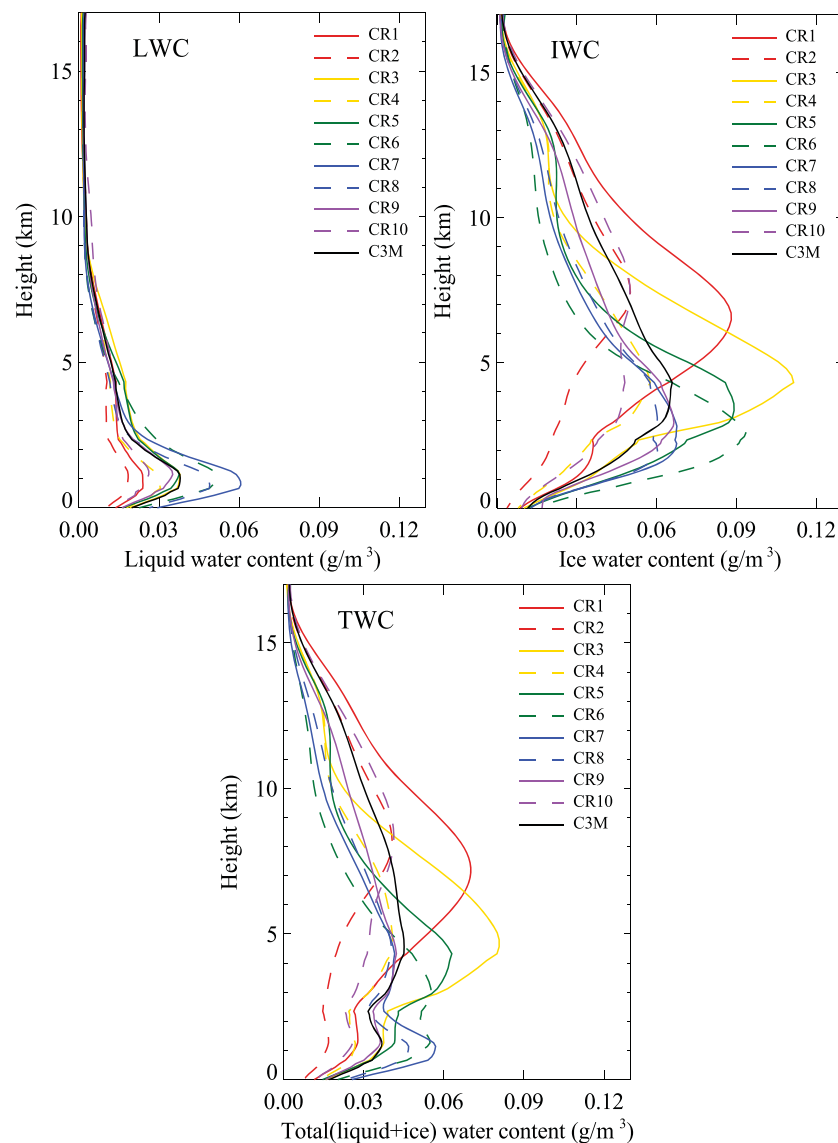 LWC
CR1
CR2
CR3
CR4
CR5
CR6
CR7
CR8
CR9
CR10
C3M
15
10
5
0
Height (km)
0.00 0.03 0.06 0.09 0.12
Liquid water content (g/m³)
IWC
CR1
CR2
CR3
CR4
CR5
CR6
CR7
CR8
CR9
CR10
C3M
15
10
5
0
Height (km)
0.00 0.03 0.06 0.09 0.12
Ice water content (g/m³)
TWC
CR1
CR2
CR3
CR4
CR5
CR6
CR7
CR8
CR9
CR10
C3M
15
10
5
0
Height (km)
0.00 0.03 0.06 0.09 0.12
Total(liquid+ice) water content (g/m³)